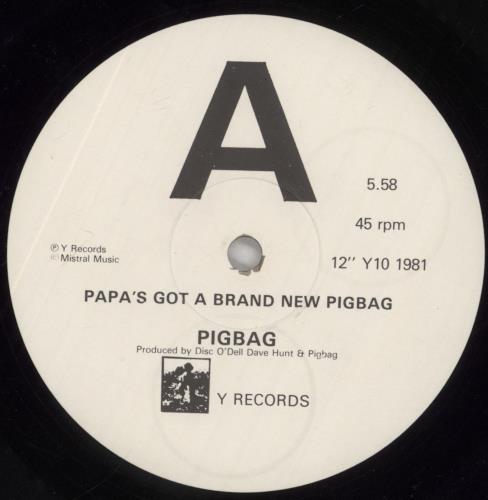 A
5.58
45 rpm
℗ Y Records
© Mistral Music
12" Y10 1981
PAPA'S GOT A BRAND NEW PIGBAG
PIGBAG
Produced by Disc O'Dell Dave Hunt & Pigbag
Y RECORDS